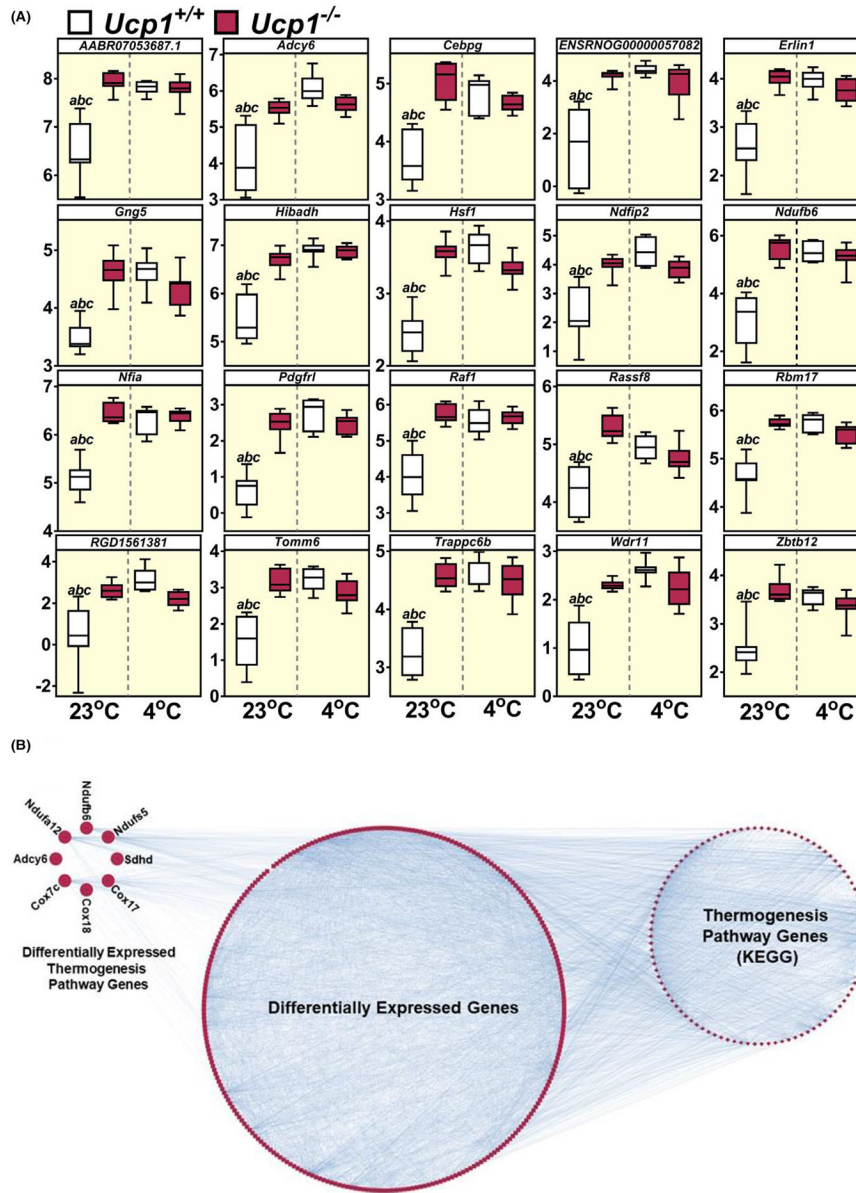 (A)
Ucp1+/+ Ucp1-/-
AABR07053687.1 Adcy6 Cebpg ENSRNOG00000057082 Erlin1
8 7 6 abc
6 5 4 3 abc
5 4 3 abc
4 2 0 abc
4 3 2 abc
Gng5 Hibadh Hsf1 Ndfip2 Ndufb6
5 4 3 abc
7 6 5 abc
4 3 2 abc
5 4 3 2 1 0 abc
6 4 2 abc
Nfia Pdgfrl Raf1 Rassf8 Rbm17
7 6 5 4 abc
3 2 1 0 abc
6 5 4 3 abc
6 5 4 abc
6 5 4 abc
RGD1561381 Tomm6 Trappc6b Wdr11 Zbtb12
4 2 0 -2 abc
4 3 2 1 0 abc
5 4 3 abc
3 2 1 0 abc
4 3 2 abc
23°C 4°C 23°C 4°C 23°C 4°C 23°C 4°C 23°C 4°C
(B)
Ndufb6
Ndufa12 Ndufs5
Adcy6 Sdhd
Cox7c Cox17
Cox18
Differentially Expressed
Thermogenesis
Pathway Genes
Differentially Expressed Genes
Thermogenesis
Pathway Genes
(KEGG)